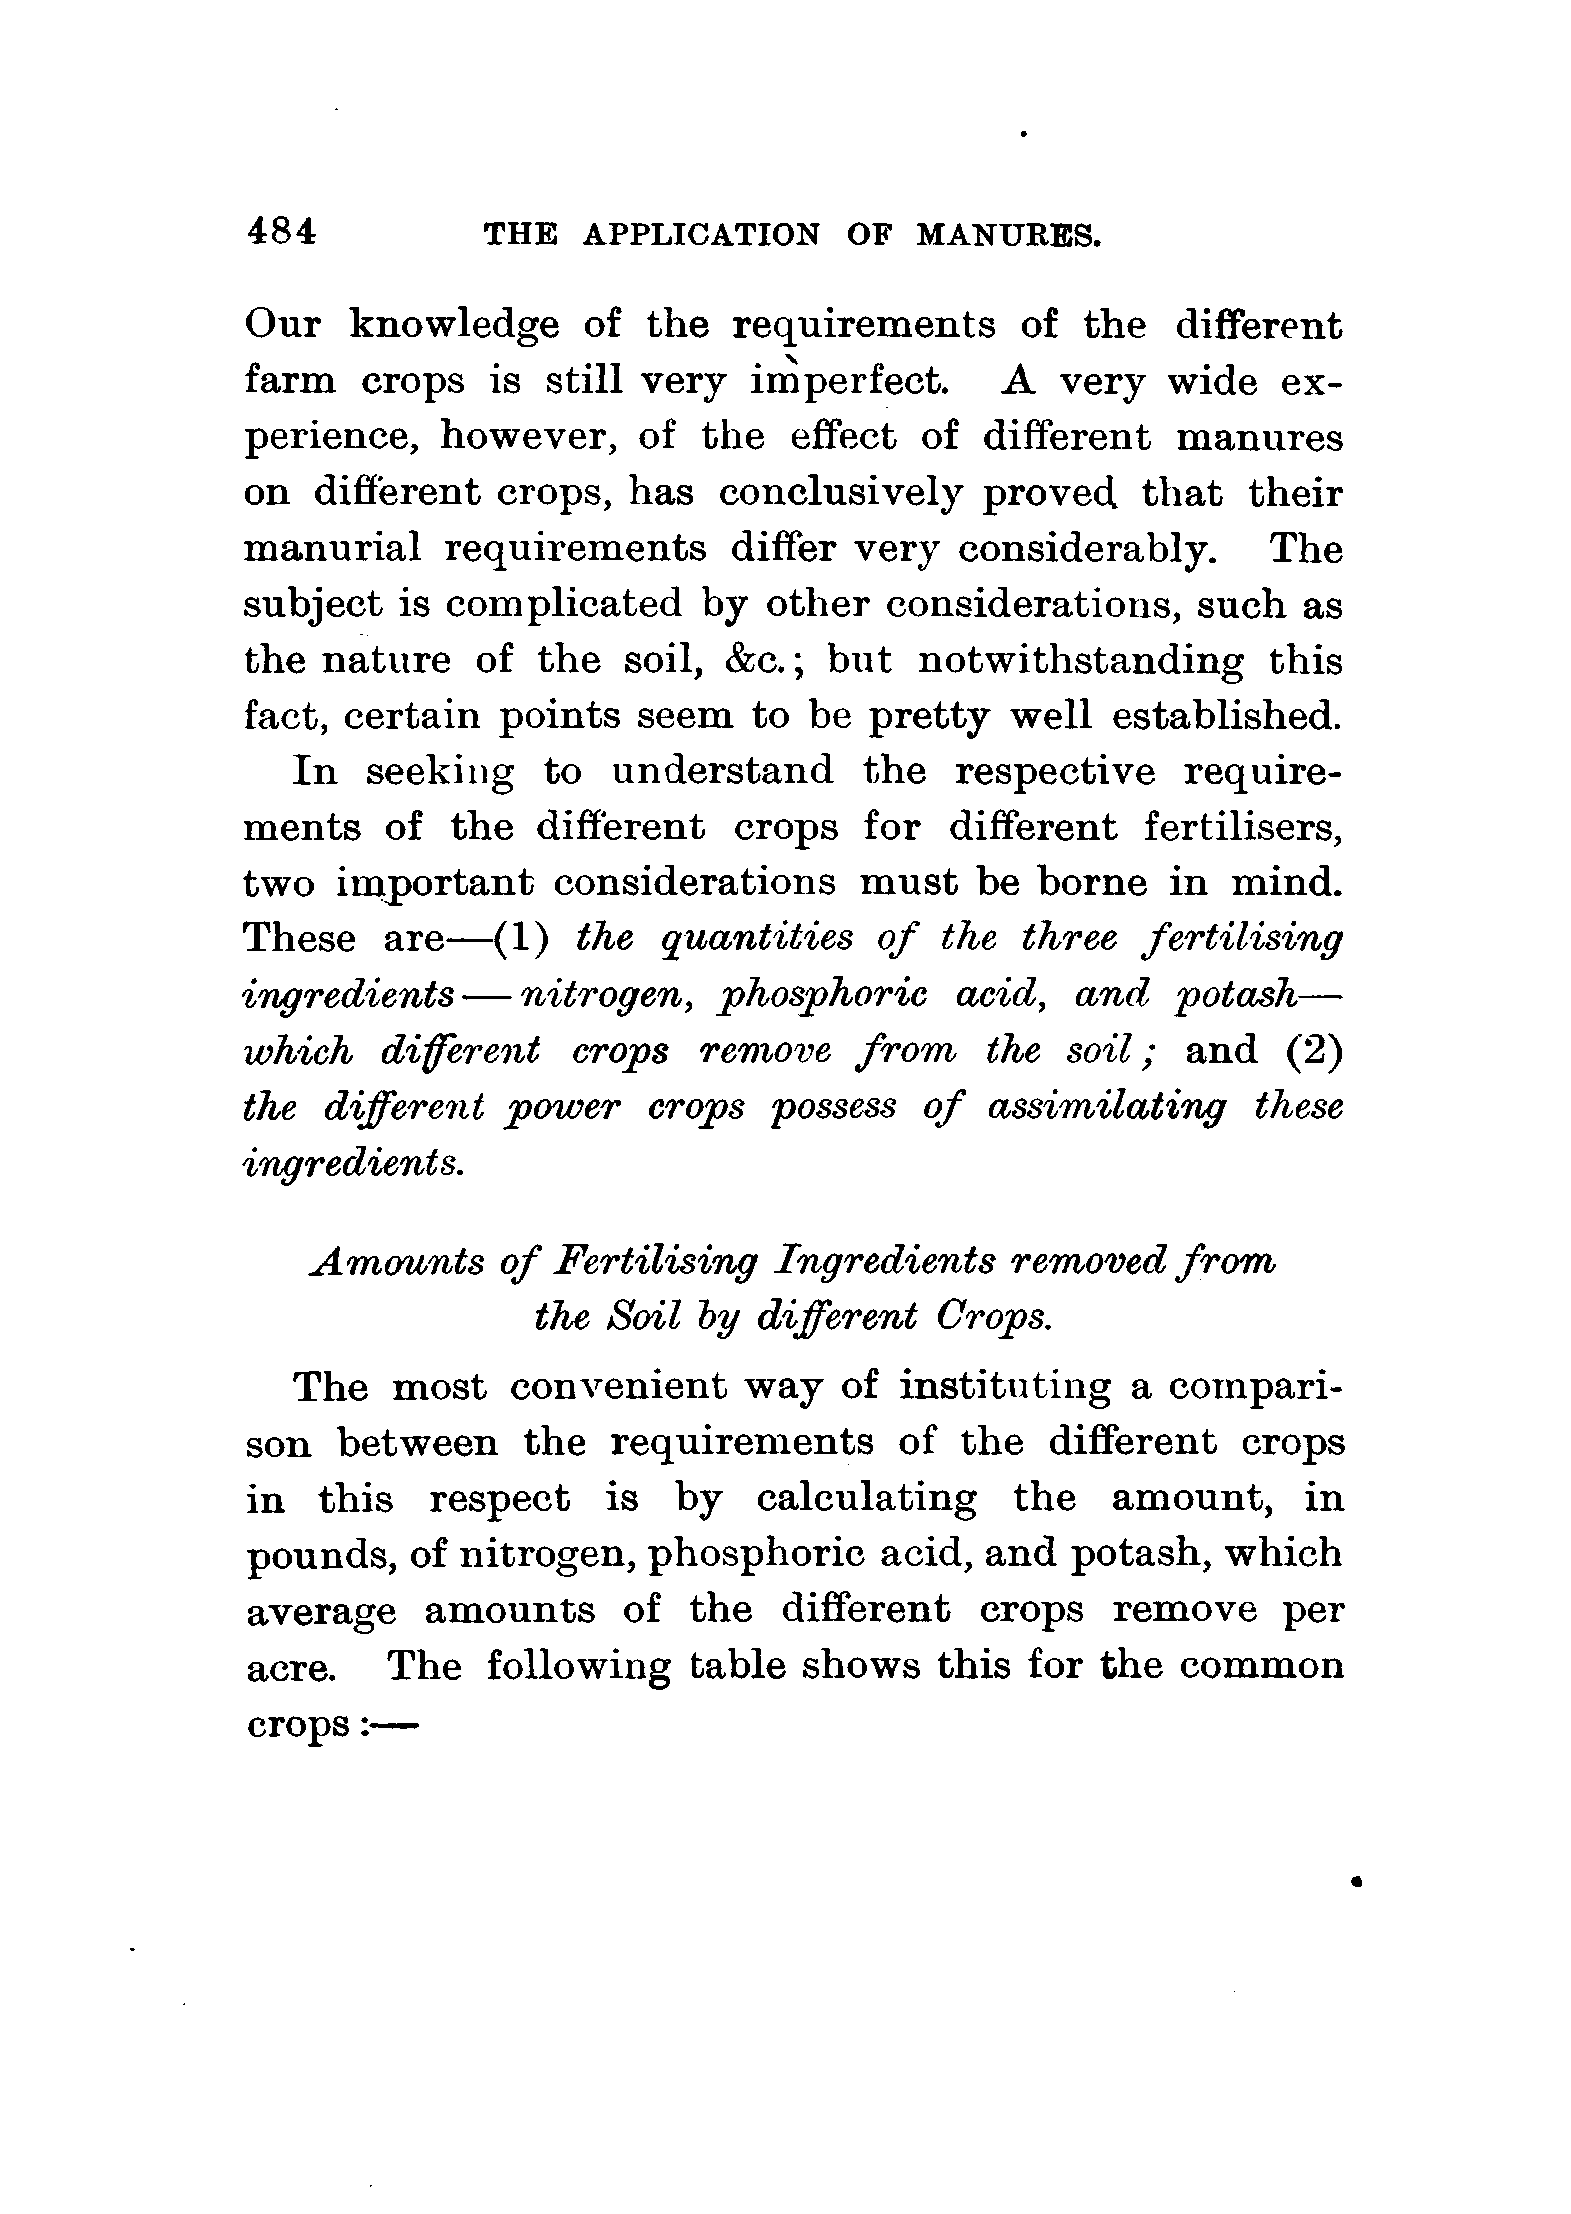 484 THE APPLICATION OF MANURES.
Our knowledge of the requirements of the different
farm crops is still very imperfect. A very wide ex-
perience, however, of the effect of different manures
on different crops, has conclusively proved that their
manurial requirements differ very considerably. The
subject is complicated by other considerations, such as
the nature of the soil, &c.; but notwithstanding this
fact, certain points seem to be pretty well established.
In seeking to understand the respective require-
ments of the different crops for different fertilisers,
two important considerations must be borne in mind.
These are—(1) the quantities of the three fertilising
ingredients — nitrogen, phosphoric acid, and potash—
which different crops remove from the soil; and (2)
the different power crops possess of assimilating these
ingredients.
Amounts of Fertilising Ingredients removed from
the Soil by different Crops.
The most convenient way of instituting a compari-
son between the requirements of the different crops
in this respect is by calculating the amount, in
pounds, of nitrogen, phosphoric acid, and potash, which
average amounts of the different crops remove per
acre. The following table shows this for the common
crops:—